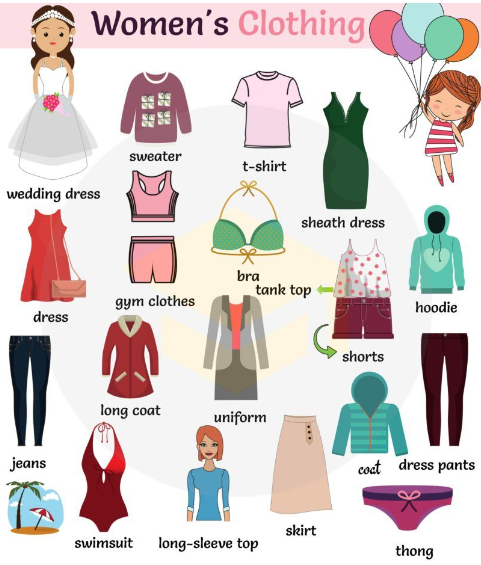 Women's Clothing
sweater
t-shirt
wedding dress
sheath dress
gym clothes
bra
tank top
hoodie
dress
shorts
long coat
uniform
jeans
coat
dress pants
swimsuit
long-sleeve top
skirt
thong